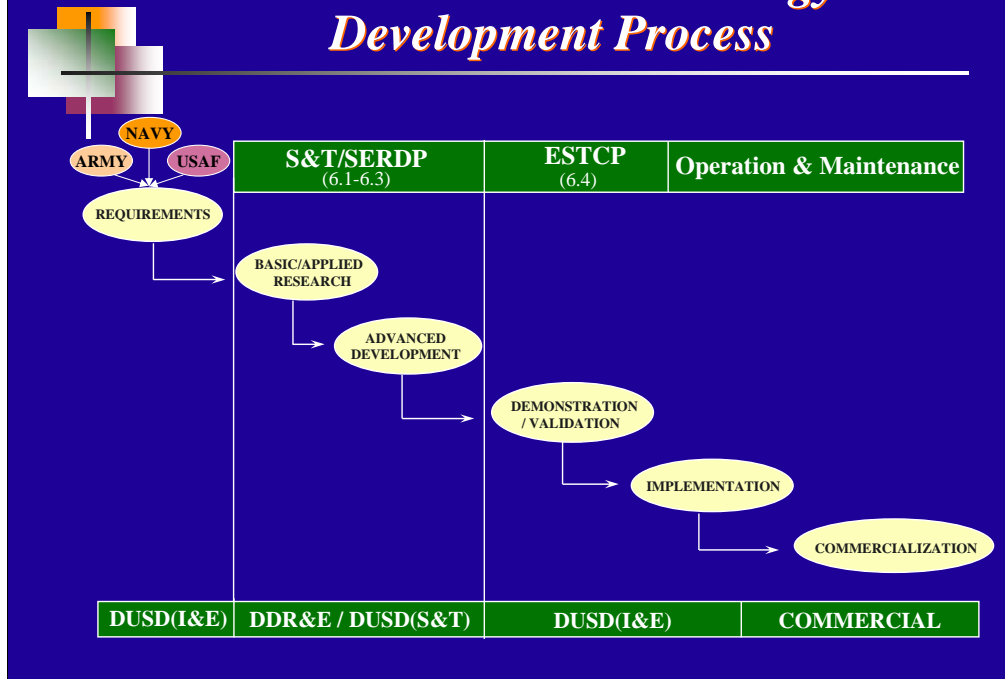 Development Process
NAVY
ARMY
USAF
REQUIREMENTS
S&T/SERDP
(6.1-6.3)
ESTCP
(6.4)
Operation & Maintenance
BASIC/APPLIED
RESEARCH
ADVANCED
DEVELOPMENT
DEMONSTRATION
/ VALIDATION
IMPLEMENTATION
COMMERCIALIZATION
DUSD(I&E)
DDR&E / DUSD(S&T)
DUSD(I&E)
COMMERCIAL